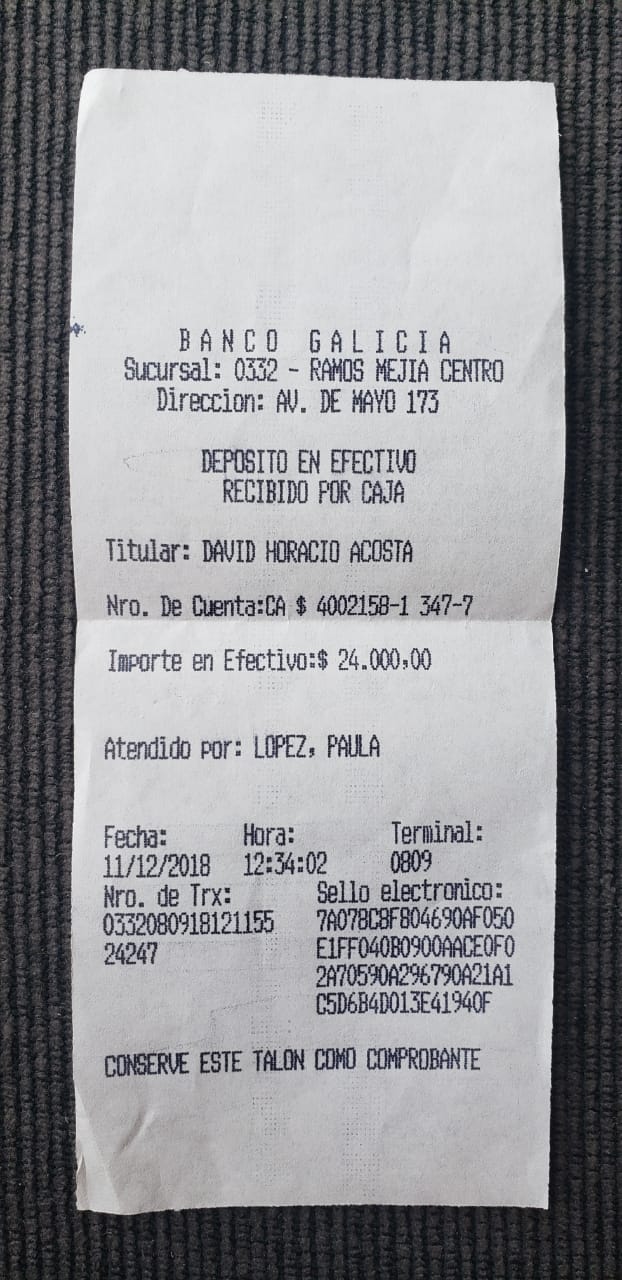 BANCO GALICIA
Sucursal: 0332 - RAMOS MEJIA CENTRO
Direccion: AV. DE MAYO 173
DEPOSITO EN EFECTIVO
RECIBIDO POR CAJA
Titular: DAVID HORACIO ACOSTA
Nro. De Cuenta:CA $ 4002158-1 347-7
Importe en Efectivo:$ 24.000,00
Atendido por: LOPEZ, PAULA
Fecha: Hora: Terminal:
11/12/2018 12:34:02 0809
Nro. de Trx: Sello electronico:
0332080918121155 7A078C8F804690AF050
24247 E1FF040B0900AACE0F0
2A70590A296790A21A1
C5D6B4D013E41940F
CONSERVE ESTE TALON COMO COMPROBANTE